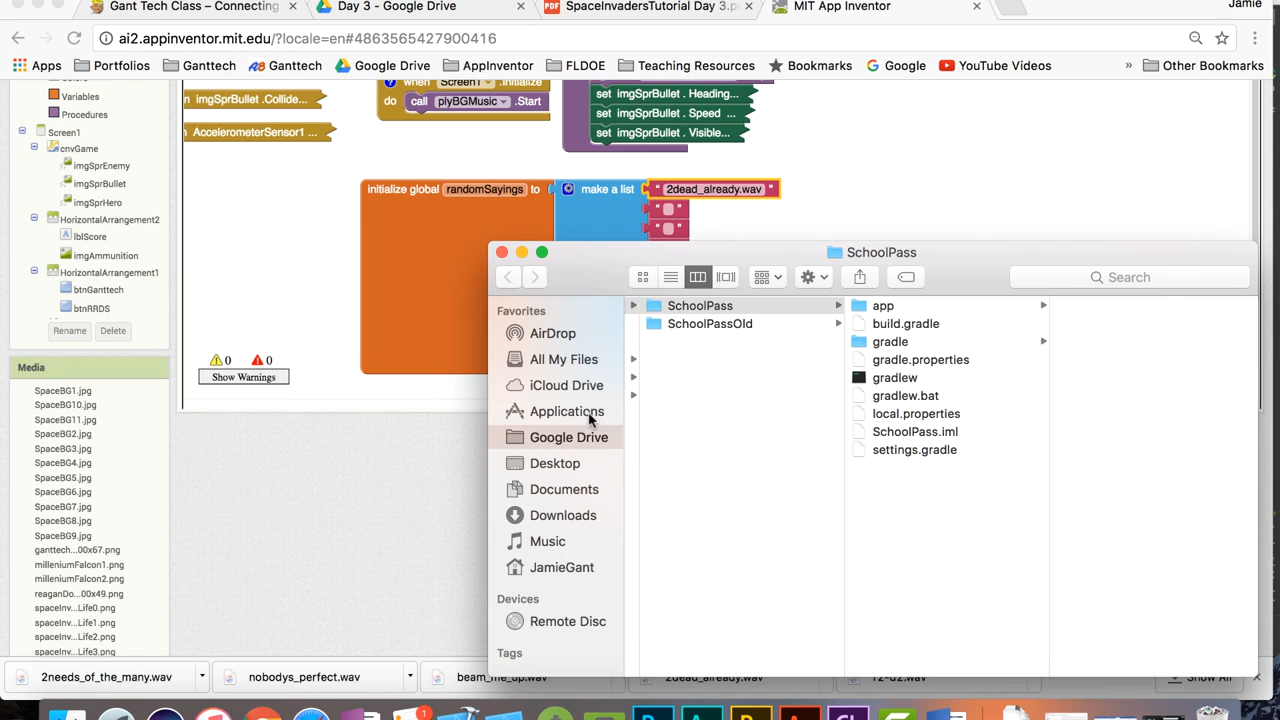 Gant Tech Class – Connecting
Day 3 - Google Drive
SpaceInvadersTutorial Day 3.p
MIT App Inventor
Jamie
ai2.appinventor.mit.edu/?locale=en#4863565427900416
Apps Portfolios Ganttech Ganttech Google Drive AppInventor FLDOE Teaching Resources Bookmarks Google YouTube Videos » Other Bookmarks
Variables
Procedures
Screen1
cnvGame
imgSprEnemy
imgSprBullet
imgSprHero
HorizontalArrangement2
lblScore
imgAmmunition
HorizontalArrangement1
btnGanttech
btnRRDS
Rename Delete
Media
SpaceBG1.jpg
SpaceBG10.jpg
SpaceBG11.jpg
SpaceBG2.jpg
SpaceBG3.jpg
SpaceBG4.jpg
SpaceBG5.jpg
SpaceBG6.jpg
SpaceBG7.jpg
SpaceBG8.jpg
SpaceBG9.jpg
ganttech...00x67.png
milleniumFalcon1.png
milleniumFalcon2.png
reaganDo...00x49.png
spaceInv...Life0.png
spaceInv...Life1.png
spaceInv...Life2.png
spaceInv...Life3.png
imgSprBullet .Collide...
AccelerometerSensor1 ...
when Screen1 .Initialize
do call plyBGMusic .Start
set imgSprBullet . Heading...
set imgSprBullet . Speed ...
set imgSprBullet . Visible...
initialize global randomSayings to make a list " 2dead_already.wav "
" "
" "
0 0
Show Warnings
SchoolPass
Search
Favorites
AirDrop
All My Files
iCloud Drive
Applications
Google Drive
Desktop
Documents
Downloads
Music
JamieGant
Devices
Remote Disc
Tags
SchoolPass
SchoolPassOld
app
build.gradle
gradle
gradle.properties
gradlew
gradlew.bat
local.properties
SchoolPass.iml
settings.gradle
2needs_of_the_many.wav nobodys_perfect.wav beam_me_up.wav 2dead_already.wav Show All
1